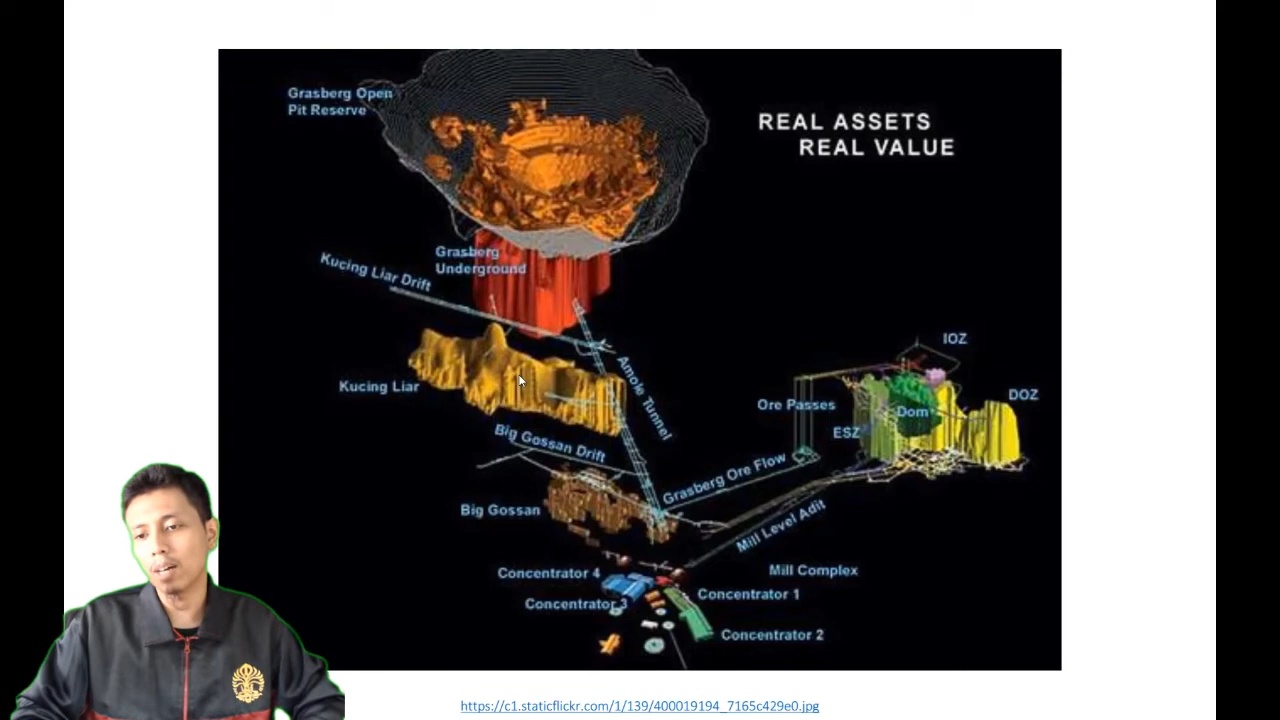 Grasberg Open
Pit Reserve
REAL ASSETS
REAL VALUE
Grasberg
Underground
Kucing Liar Drift
IOZ
Kucing Liar
Amole Tunnel
DOZ
Ore Passes
Dom
ESZ
Big Gossan Drift
Grasberg Ore Flow
Big Gossan
Mill Level Adit
Concentrator 4
Mill Complex
Concentrator 3
Concentrator 1
Concentrator 2
https://c1.staticflickr.com/1/139/400019194_7165c429e0.jpg